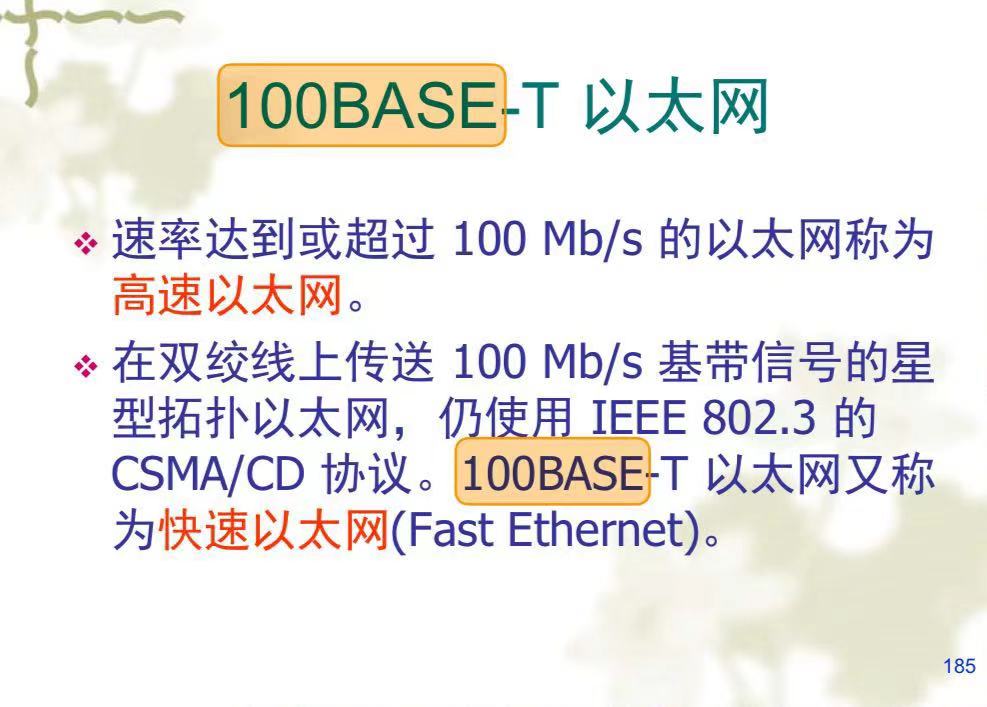 100BASE-T 以太网
速率达到或超过 100 Mb/s 的以太网称为
高速以太网。
在双绞线上传送 100 Mb/s 基带信号的星
型拓扑以太网，仍使用 IEEE 802.3 的
CSMA/CD 协议。100BASE-T 以太网又称
为快速以太网(Fast Ethernet)。
185